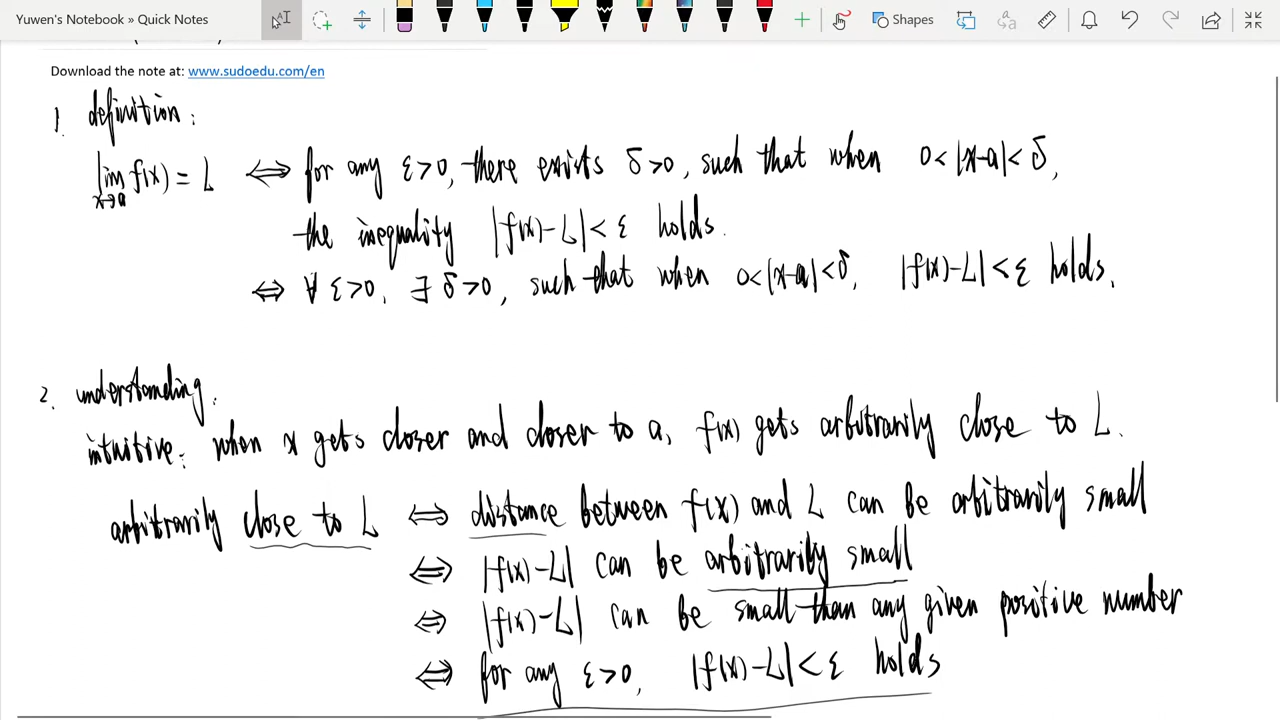 Yuwen's Notebook » Quick Notes
Shapes
Download the note at: www.sudoedu.com/en
1. definition:
lim x→a f(x) = L ⟺ for any ε>0, there exists δ>0, such that when 0<|x-a|<δ,
the inequality |f(x)-L|<ε holds.
⟺ ∀ ε>0, ∃ δ>0, such that when 0<|x-a|<δ, |f(x)-L|<ε holds.
2. understanding:
intuitive: when x gets closer and closer to a, f(x) gets arbitrarily close to L.
arbitrarily close to L ⟺ distance between f(x) and L can be arbitrarily small
⟺ |f(x)-L| can be arbitrarily small
⟺ |f(x)-L| can be small than any given positive number
⟺ for any ε>0, |f(x)-L|<ε holds